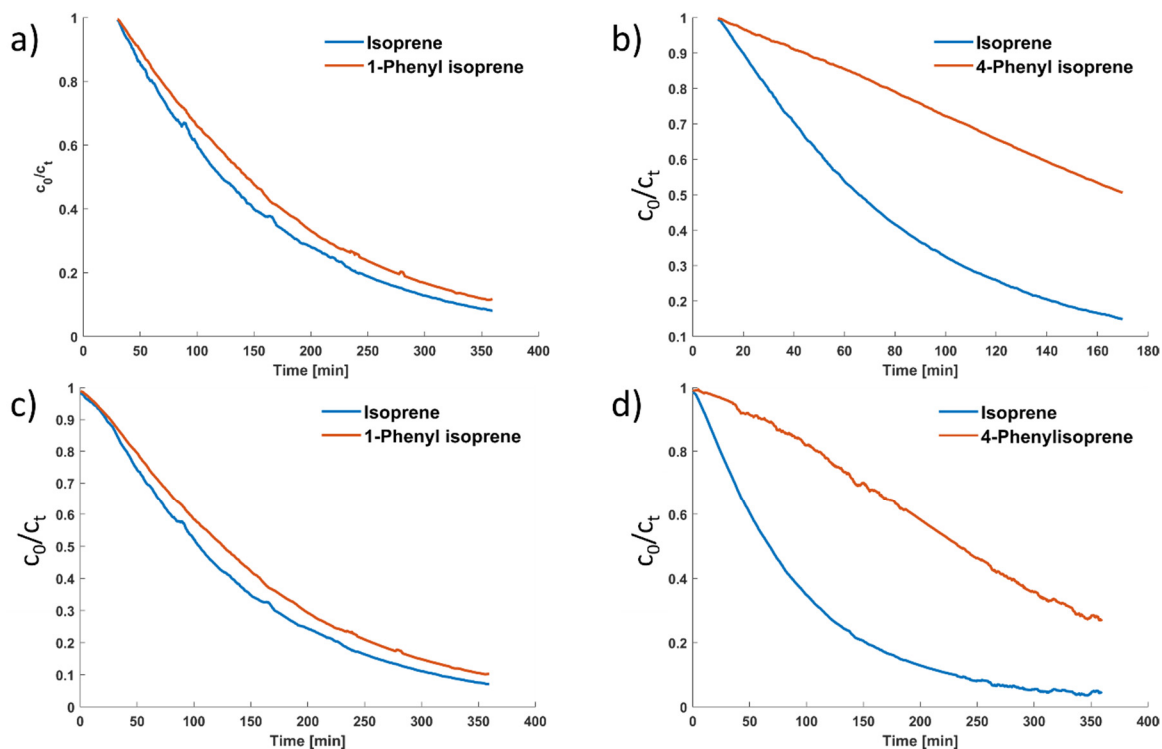 a)
Isoprene
1-Phenyl isoprene
c₀/cₜ
1
0.8
0.6
0.4
0.2
0
0 50 100 150 200 250 300 350 400
Time [min]
b)
Isoprene
4-Phenyl isoprene
c₀/cₜ
1
0.9
0.8
0.7
0.6
0.5
0.4
0.3
0.2
0.1
0 20 40 60 80 100 120 140 160 180
Time [min]
c)
Isoprene
1-Phenyl isoprene
c₀/cₜ
1
0.9
0.8
0.7
0.6
0.5
0.4
0.3
0.2
0.1
0
0 50 100 150 200 250 300 350 400
Time [min]
d)
Isoprene
4-Phenylisoprene
c₀/cₜ
1
0.8
0.6
0.4
0.2
0
0 50 100 150 200 250 300 350 400
Time [min]